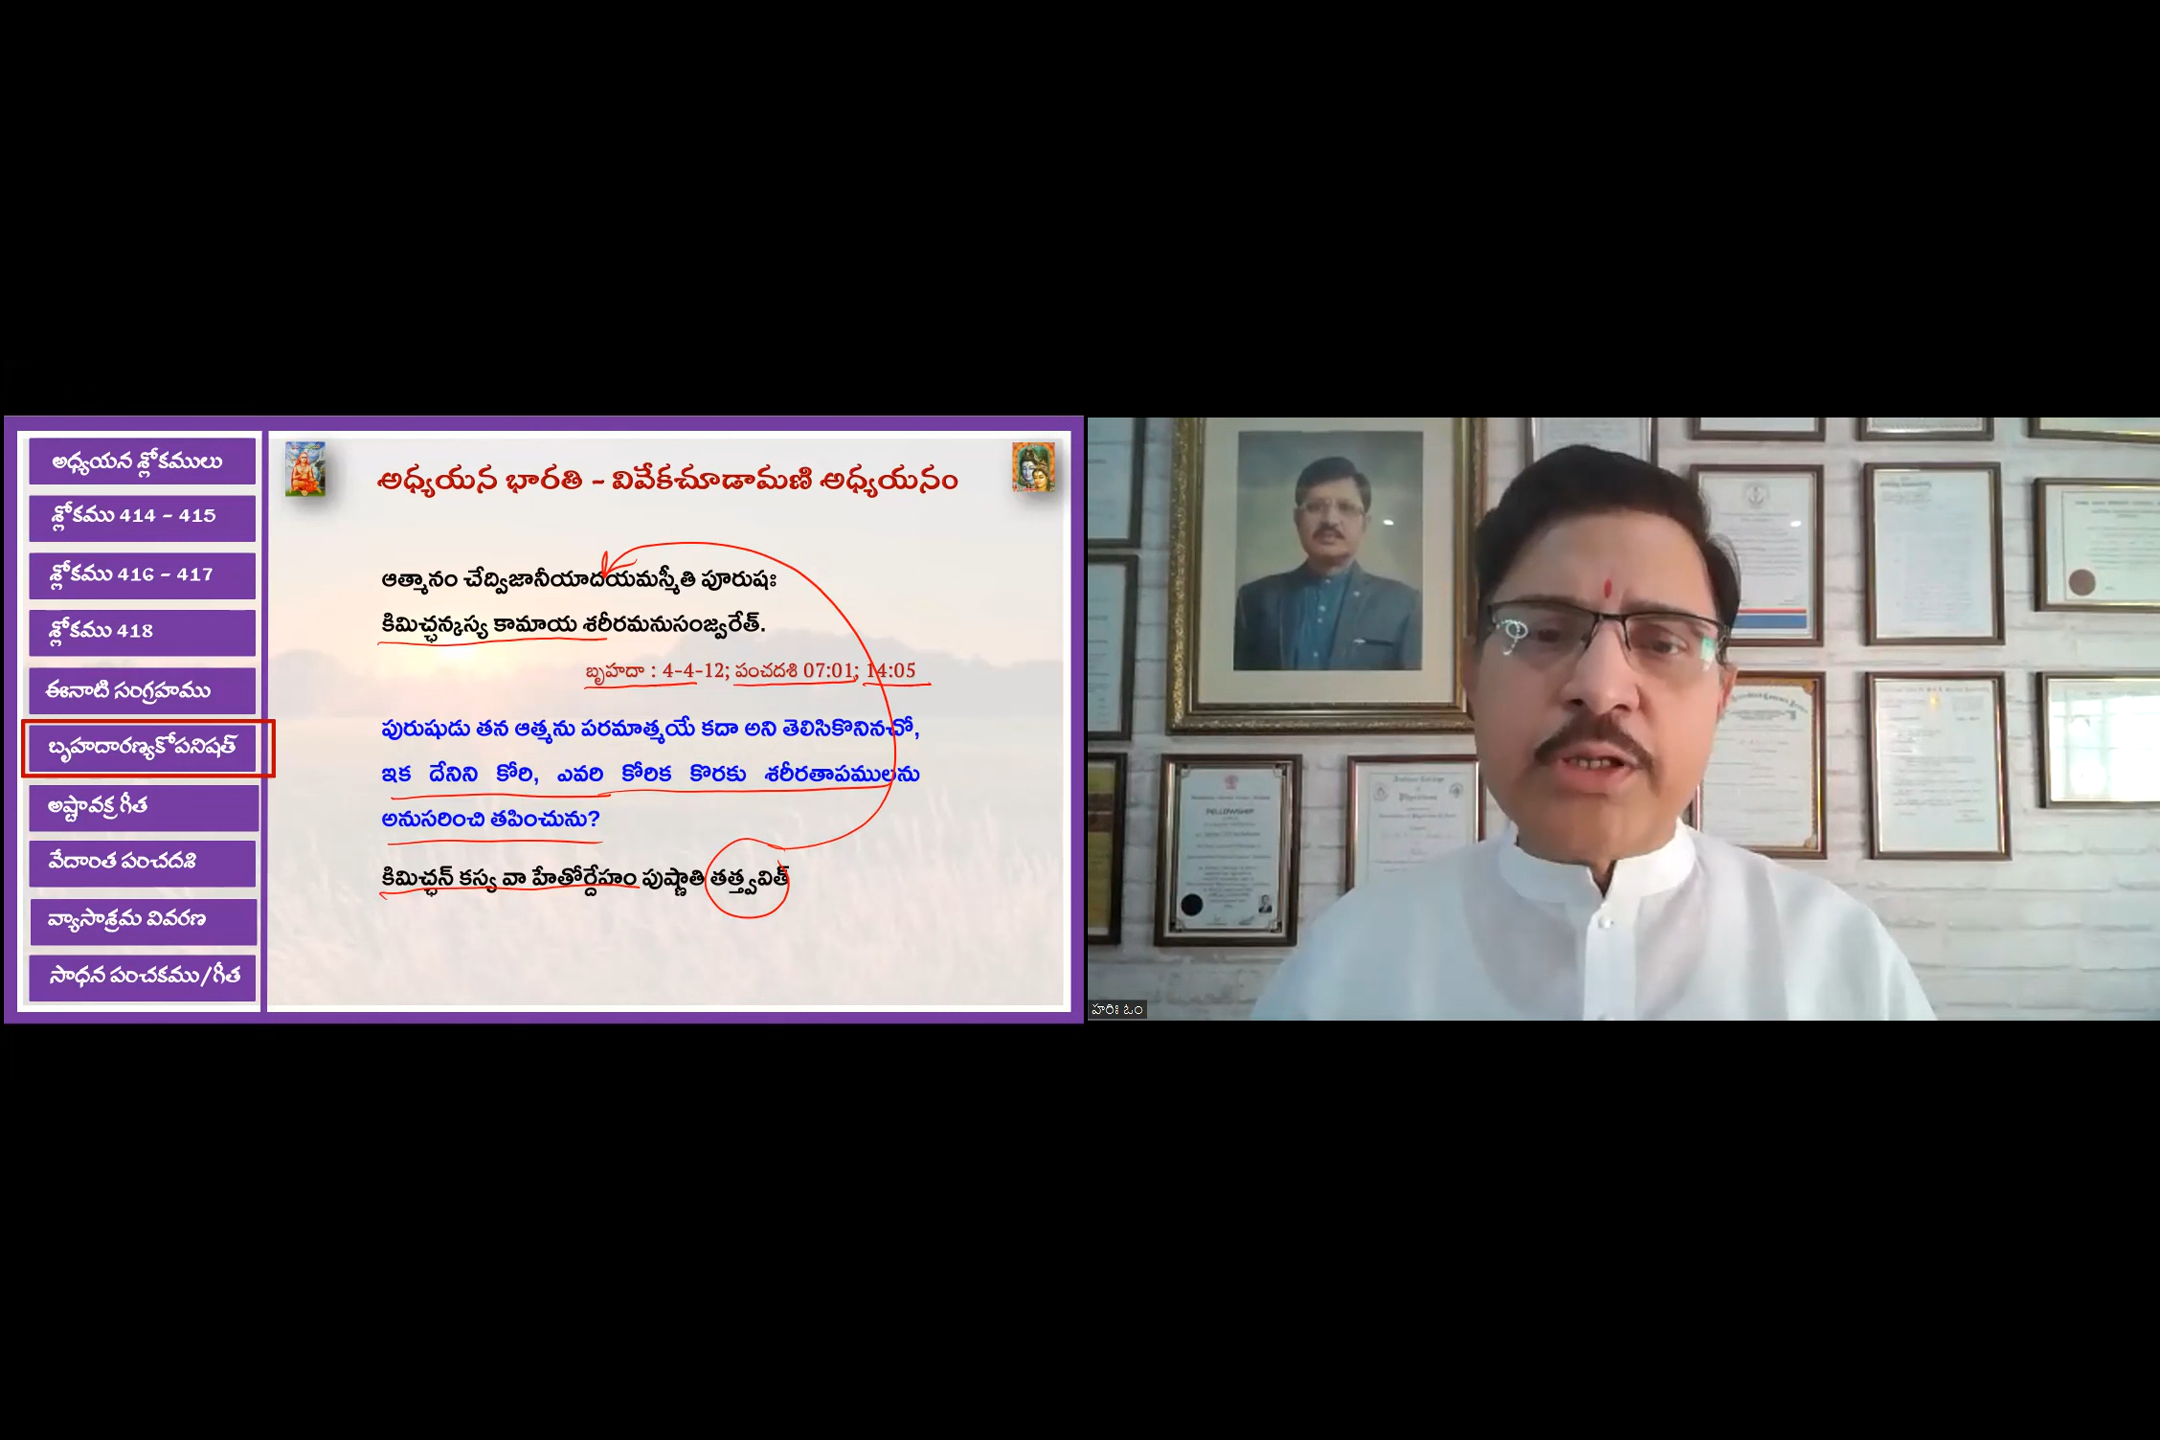 అధ్యయన శ్లోకములు
శ్లోకము 414 - 415
శ్లోకము 416 - 417
శ్లోకము 418
ఈనాటి సంగ్రహము
బృహదారణ్యకోపనిషత్
అష్టావక్ర గీత
వేదాంత పంచదశి
వ్యాసాశ్రమ వివరణ
సాధన పంచకము/గీత
అధ్యయన భారతి - వివేకచూడామణి అధ్యయనం
ఆత్మానం చేద్విజానీయాదయమస్మీతి పూరుషః
కిమిచ్ఛన్కస్య కామాయ శరీరమనుసంజ్వరేత్.
బృహదా : 4-4-12; పంచదశి 07:01; 14:05
పురుషుడు తన ఆత్మను పరమాత్మయే కదా అని తెలిసికొనినచో,
ఇక దేనిని కోరి, ఎవరి కోరిక కొరకు శరీరతాపములను
అనుసరించి తపించును?
కిమిచ్ఛన్ కస్య వా హేతోర్దేహం పుష్ణాతి తత్త్వవిత్
FELLOWSHIP
హరిః ఓం